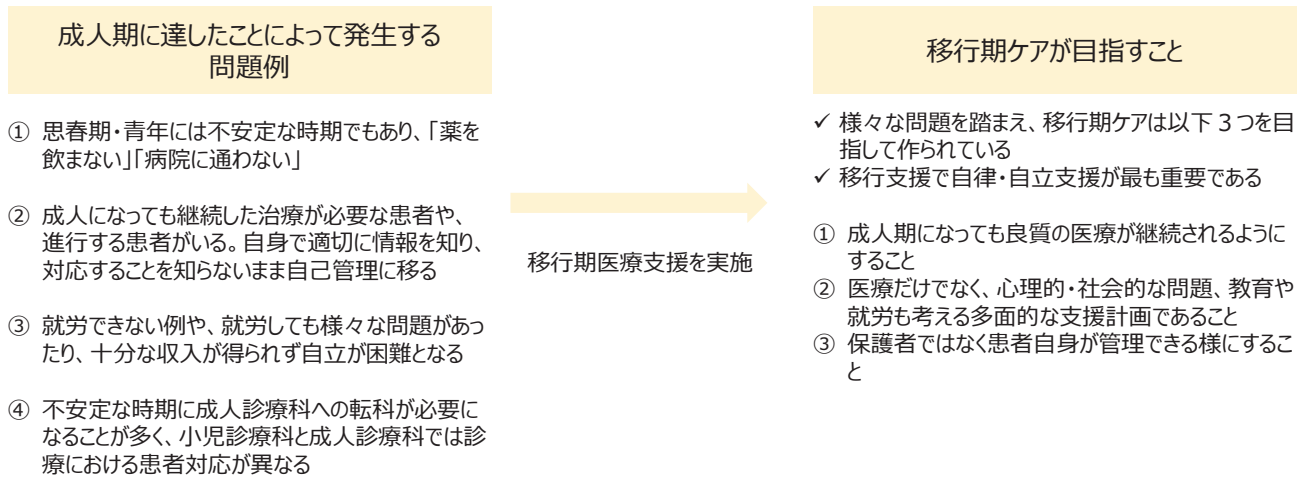 成人期に達したことによって発生する
問題例
① 思春期・青年には不安定な時期でもあり、「薬を
飲まない」「病院に通わない」
② 成人になっても継続した治療が必要な患者や、
進行する患者がいる。自身で適切に情報を知り、
対応することを知らないまま自己管理に移る
③ 就労できない例や、就労しても様々な問題があっ
たり、十分な収入が得られず自立が困難となる
④ 不安定な時期に成人診療科への転科が必要に
なることが多く、小児診療科と成人診療科では診
療における患者対応が異なる
移行期医療支援を実施
移行期ケアが目指すこと
✓ 様々な問題を踏まえ、移行期ケアは以下3つを目
指して作られている
✓ 移行支援で自律・自立支援が最も重要である
① 成人期になっても良質の医療が継続されるように
すること
② 医療だけでなく、心理的・社会的な問題、教育や
就労も考える多面的な支援計画であること
③ 保護者ではなく患者自身が管理できる様にするこ
と